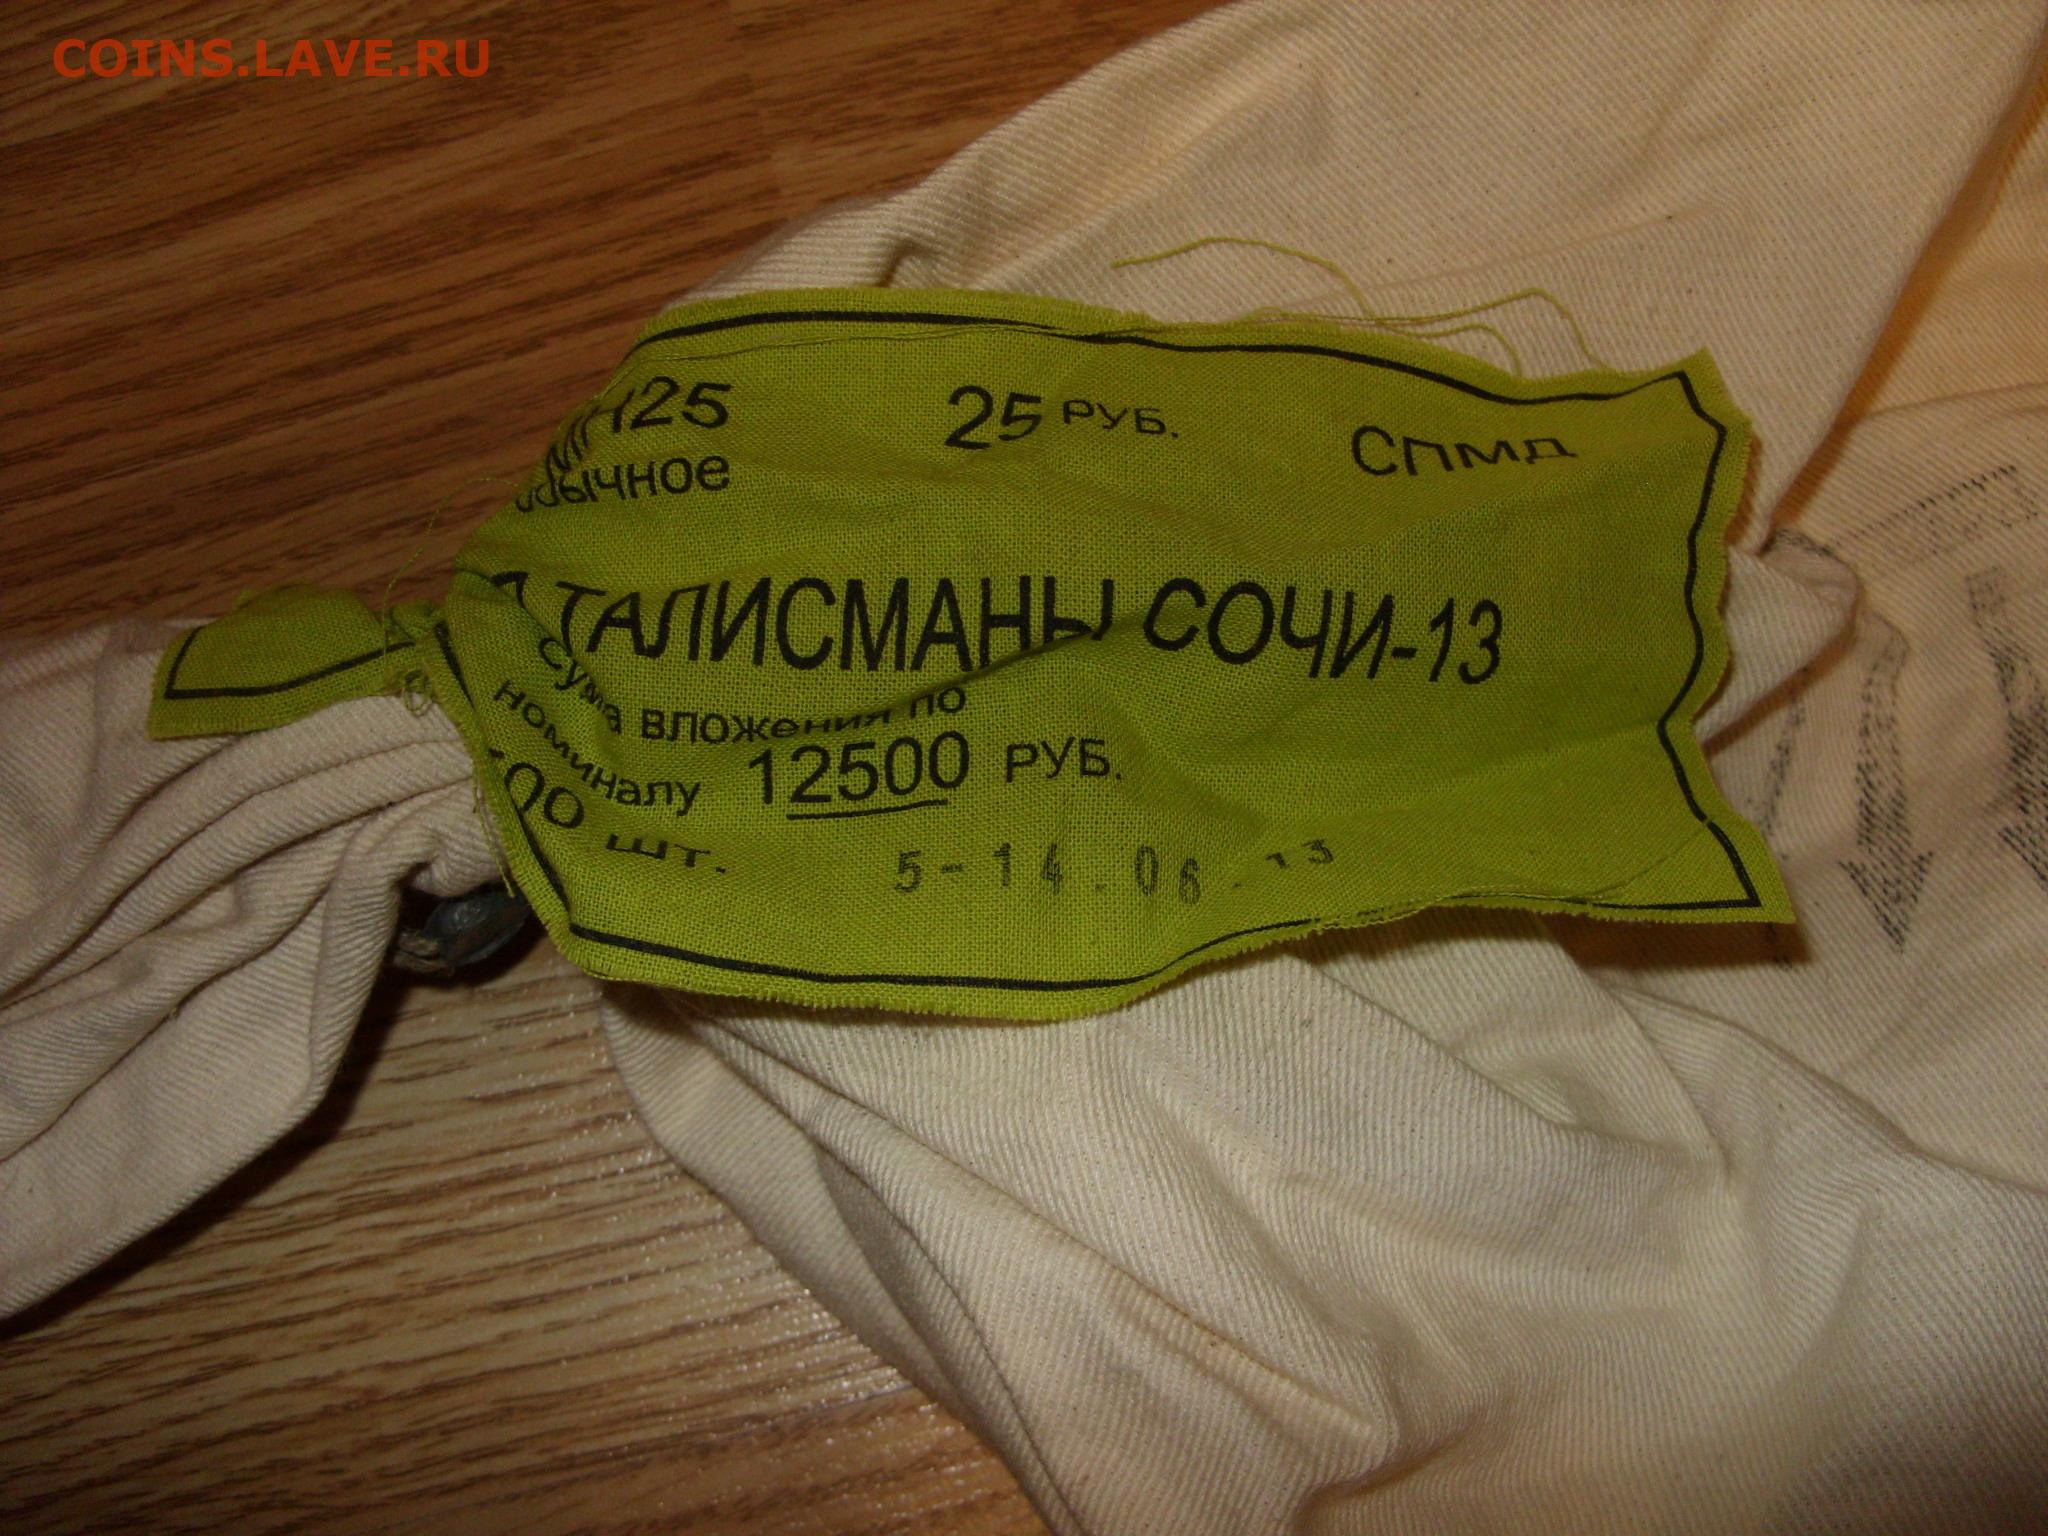 COINS.LAVE.RU
МН25 25 РУБ. СПМД
обычное
ТАЛИСМАНЫ СОЧИ-13
сумма вложения по
номиналу 12500 РУБ.
шт.
5-14.06.13